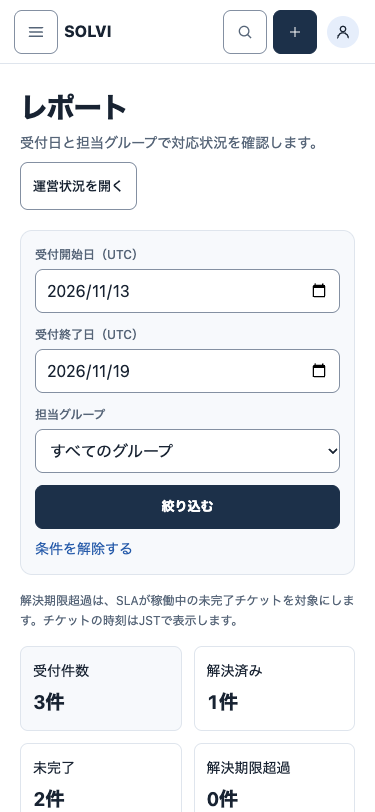 SOLVI
レポート
受付日と担当グループで対応状況を確認します。
運営状況を開く
受付開始日（UTC）
2026/11/13
受付終了日（UTC）
2026/11/19
担当グループ
すべてのグループ
絞り込む
条件を解除する
解決期限超過は、SLAが稼働中の未完了チケットを対象にしま
す。チケットの時刻はJSTで表示します。
受付件数
3件
解決済み
1件
未完了
2件
解決期限超過
0件